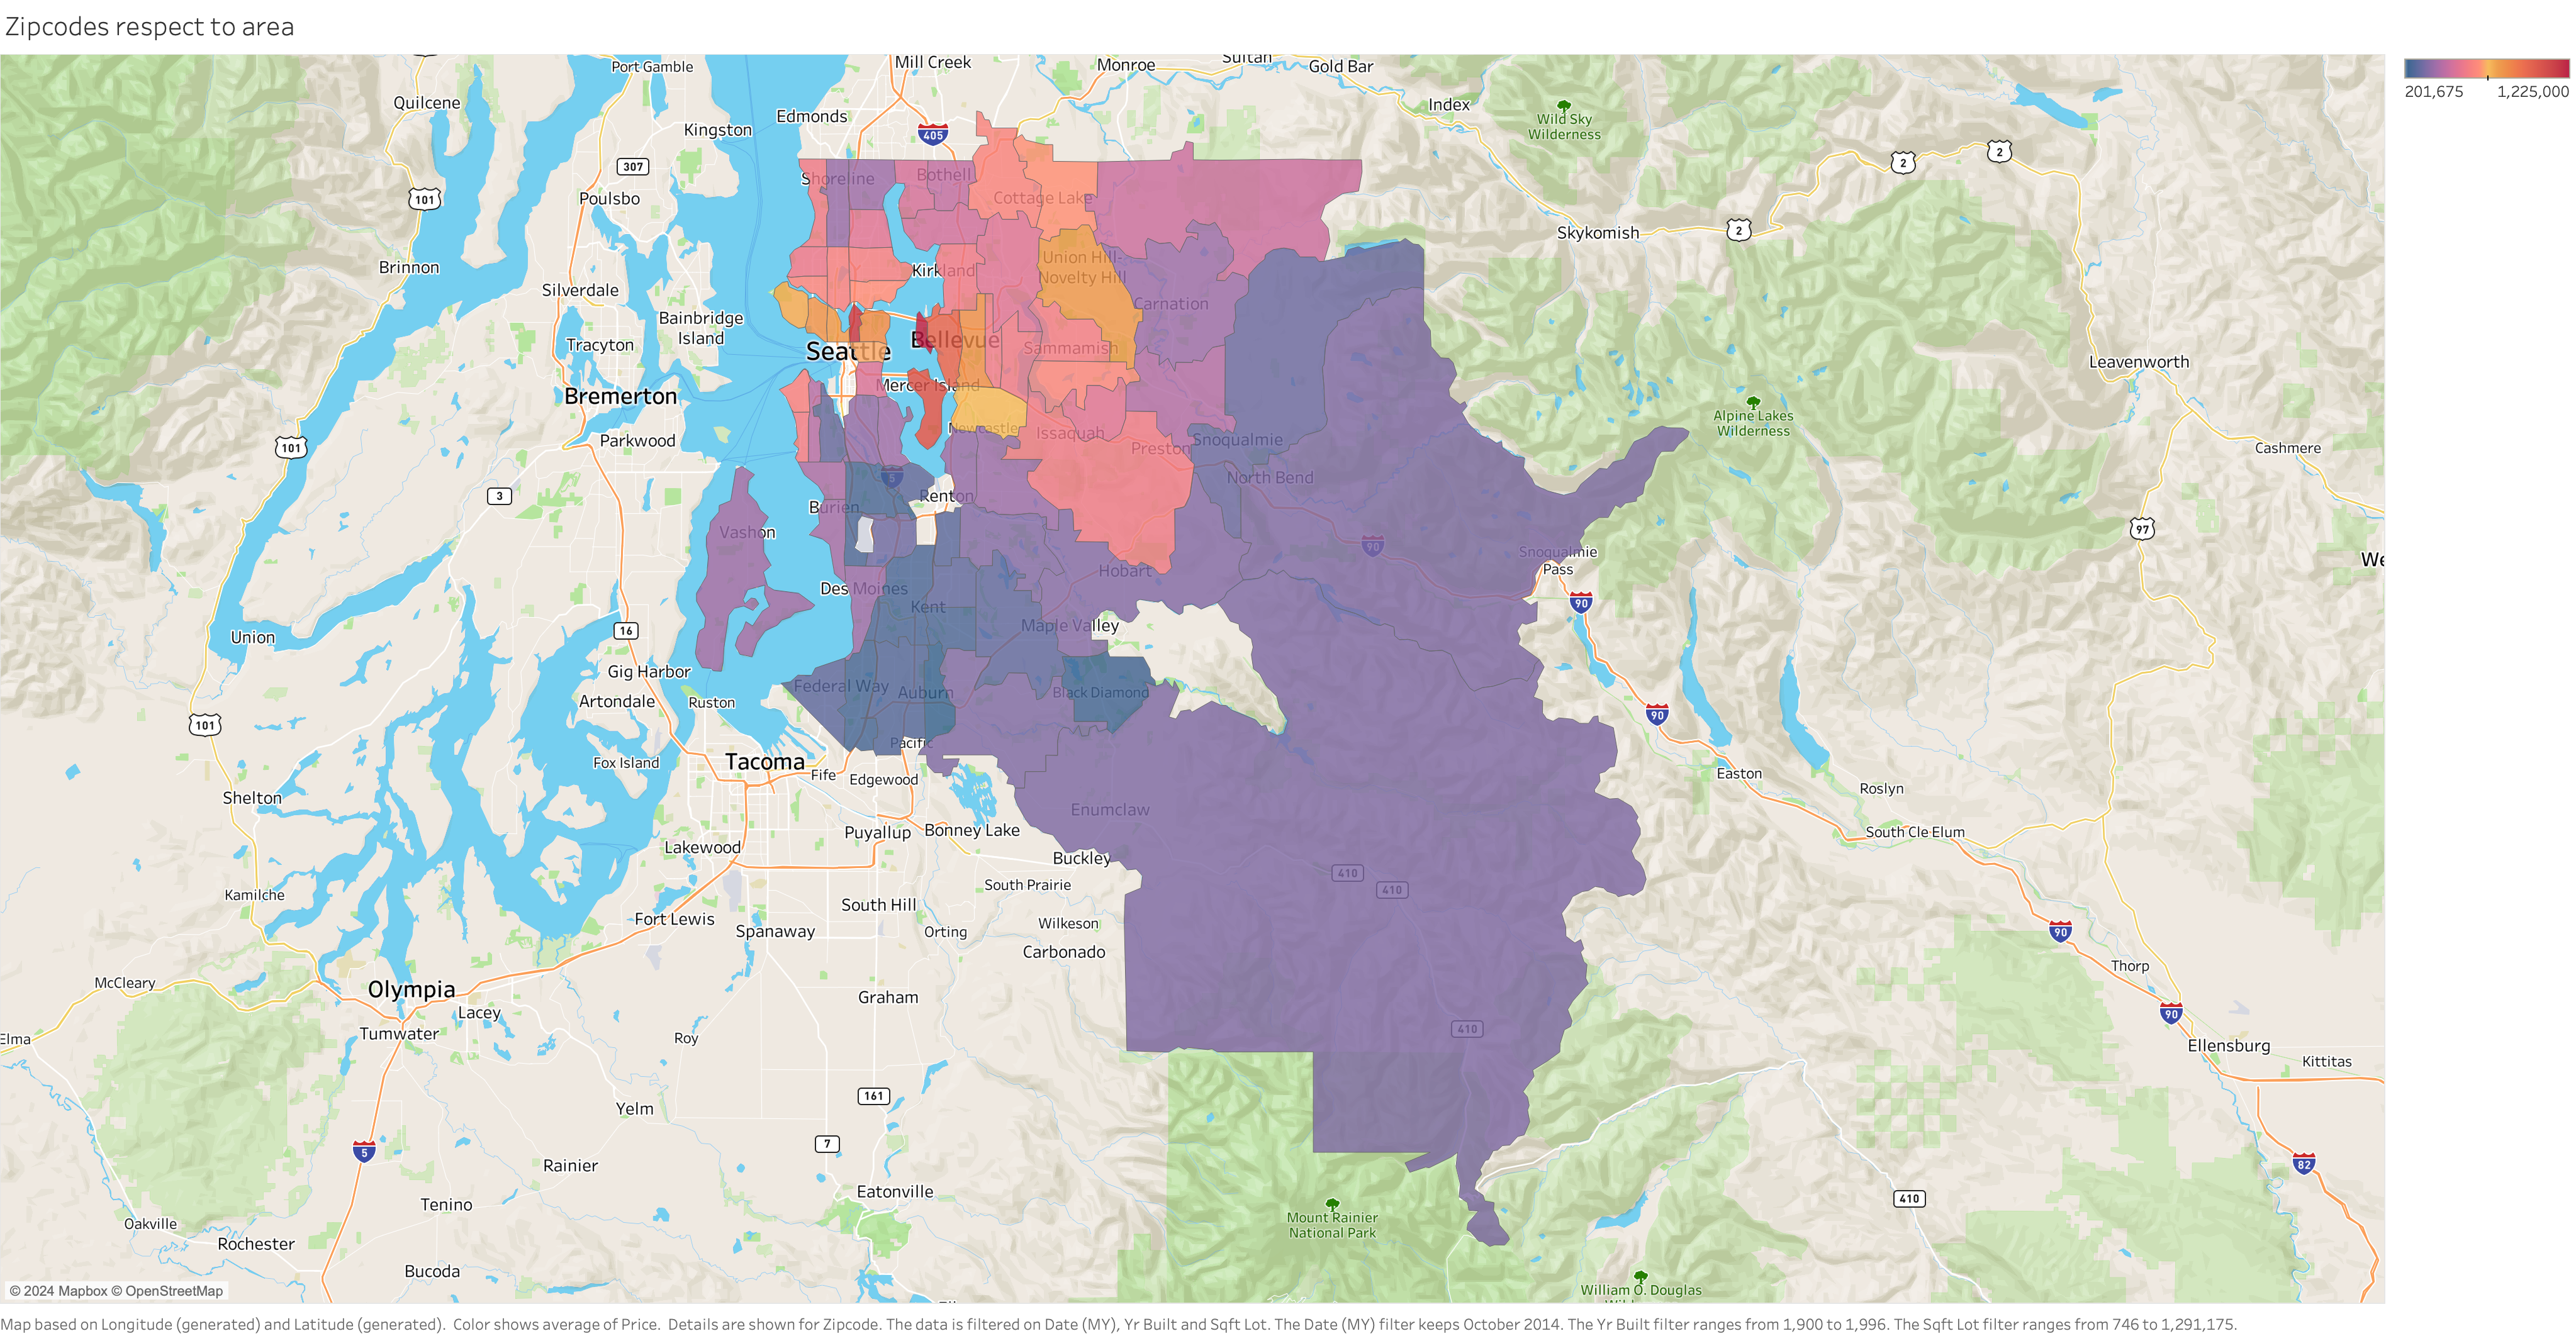 Zipcodes respect to area
201,675 1,225,000
Port Gamble
Mill Creek
Monroe
Sultan
Gold Bar
Quilcene
Index
Edmonds
Kingston
405
Wild Sky
Wilderness
2
2
307
Shoreline
Bothell
101
Poulsbo
Cottage Lake
Skykomish
2
Brinnon
Kirkland
Union Hill-
Novelty Hill
Silverdale
Carnation
Bainbridge
Island
Tracyton
Seattle
Bellevue
Sammamish
Leavenworth
Bremerton
Mercer Island
Alpine Lakes
Wilderness
Newcastle
Issaquah
Parkwood
Preston
Snoqualmie
101
Cashmere
North Bend
5
3
Renton
Burien
Vashon
97
90
Snoqualmie
Pass
We
Hobart
Des Moines
Kent
90
Maple Valley
16
Union
Gig Harbor
Federal Way
Auburn
Black Diamond
Artondale
Ruston
90
101
Pacific
Tacoma
Fox Island
Fife
Edgewood
Easton
Roslyn
Shelton
Enumclaw
Puyallup
Bonney Lake
South Cle Elum
Lakewood
Buckley
410
410
South Prairie
Kamilche
South Hill
Fort Lewis
Spanaway
Orting
Wilkeson
90
Carbonado
Thorp
McCleary
Olympia
Graham
Lacey
90
Tumwater
410
Elma
Roy
Ellensburg
Kittitas
161
Yelm
7
5
Rainier
82
Eatonville
410
Tenino
Mount Rainier
National Park
Oakville
Rochester
Bucoda
William O. Douglas
© 2024 Mapbox © OpenStreetMap
Map based on Longitude (generated) and Latitude (generated).  Color shows average of Price.  Details are shown for Zipcode. The data is filtered on Date (MY), Yr Built and Sqft Lot. The Date (MY) filter keeps October 2014. The Yr Built filter ranges from 1,900 to 1,996. The Sqft Lot filter ranges from 746 to 1,291,175.